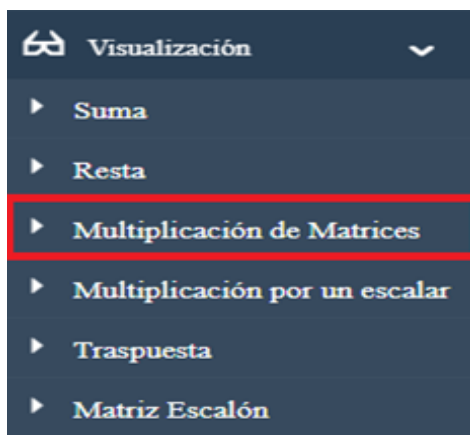 Visualización
Suma
Resta
Multiplicación de Matrices
Multiplicación por un escalar
Traspuesta
Matriz Escalón